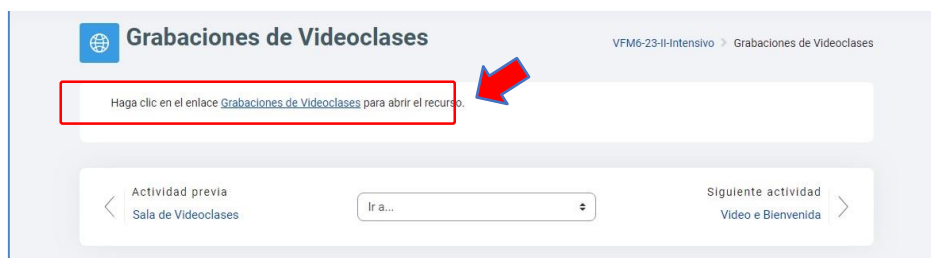 Grabaciones de Videoclases
VFM6-23-II-Intensivo > Grabaciones de Videoclases
Haga clic en el enlace Grabaciones de Videoclases para abrir el recurso.
Actividad previa
Sala de Videoclases
Ir a...
Siguiente actividad
Video e Bienvenida